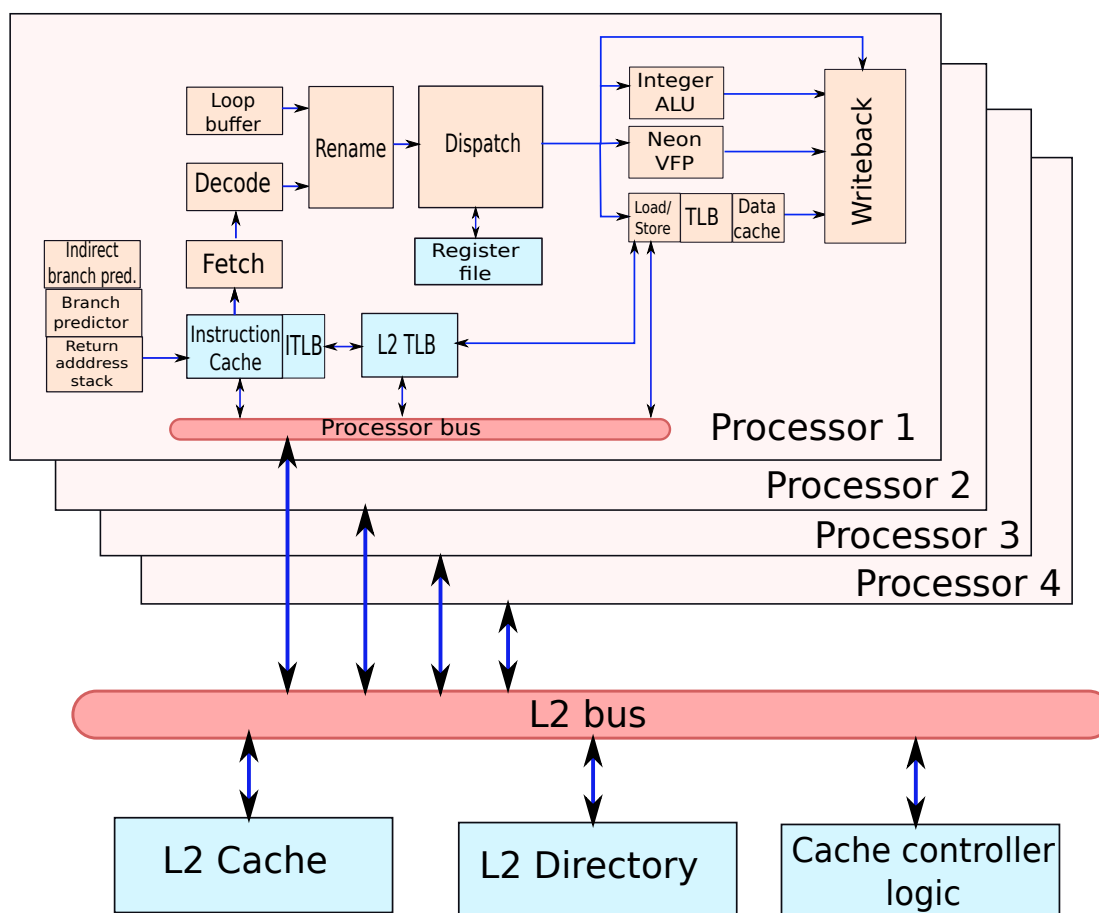 Loop
buffer
Rename
Dispatch
Integer
ALU
Neon
VFP
Writeback
Decode
Load/
Store
TLB
Data
cache
Indirect
branch pred.
Fetch
Register
file
Branch
predictor
Return
adddress
stack
Instruction
Cache
ITLB
L2 TLB
Processor bus
Processor 1
Processor 2
Processor 3
Processor 4
L2 bus
L2 Cache
L2 Directory
Cache controller
logic